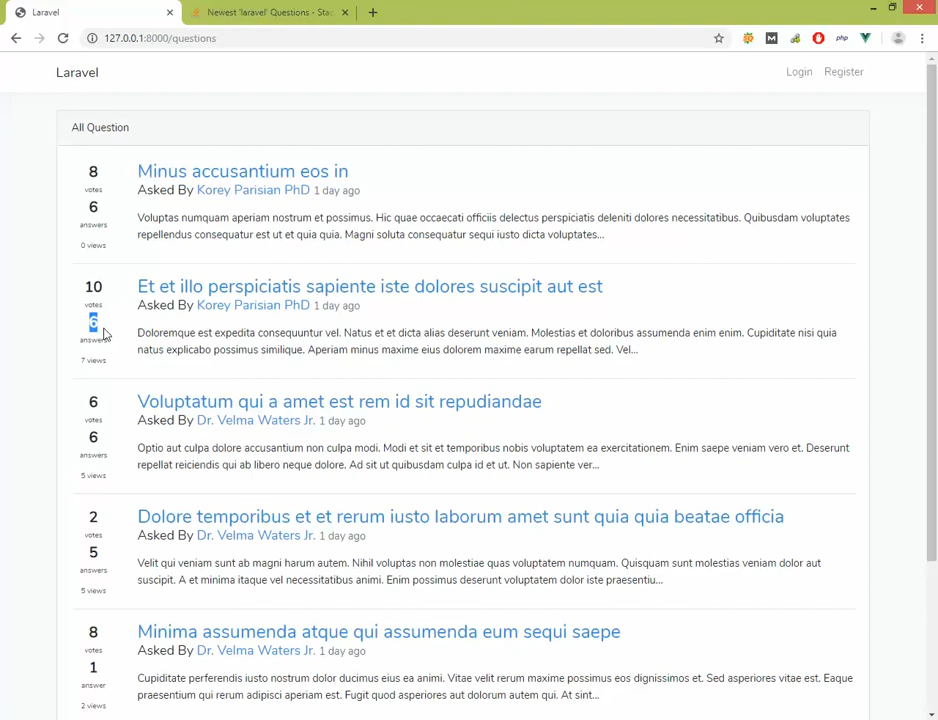 Laravel
Newest 'laravel' Questions - Stac
127.0.0.1:8000/questions
php
Laravel
Login Register
All Question
8
votes
6
answers
0 views
Minus accusantium eos in
Asked By Korey Parisian PhD 1 day ago
Voluptas numquam aperiam nostrum et possimus. Hic quae occaecati officiis delectus perspiciatis deleniti dolores necessitatibus. Quibusdam voluptates
repellendus consequatur est ut et quia quia. Magni soluta consequatur sequi iusto dicta voluptates...
10
votes
6
answers
7 views
Et et illo perspiciatis sapiente iste dolores suscipit aut est
Asked By Korey Parisian PhD 1 day ago
Doloremque est expedita consequuntur vel. Natus et et dicta alias deserunt veniam. Molestias et doloribus assumenda enim enim. Cupiditate nisi quia
natus explicabo possimus similique. Aperiam minus maxime eius dolorem maxime earum repellat sed. Vel...
6
votes
6
answers
5 views
Voluptatum qui a amet est rem id sit repudiandae
Asked By Dr. Velma Waters Jr. 1 day ago
Optio aut culpa dolore accusantium non culpa modi. Modi et sit et temporibus nobis voluptatem ea exercitationem. Enim saepe veniam vero et. Deserunt
repellat reiciendis qui ab libero neque dolore. Ad sit ut quibusdam culpa id et ut. Non sapiente ver...
2
votes
5
answers
5 views
Dolore temporibus et et rerum iusto laborum amet sunt quia quia beatae officia
Asked By Dr. Velma Waters Jr. 1 day ago
Velit qui veniam sunt ab magni harum autem. Nihil voluptas non molestiae quas voluptatem numquam. Quisquam sunt molestias veniam dolor aut
suscipit. A et minima itaque vel necessitatibus animi. Enim possimus deserunt voluptatem dolor iste praesentiu...
8
votes
1
answer
2 views
Minima assumenda atque qui assumenda eum sequi saepe
Asked By Dr. Velma Waters Jr. 1 day ago
Cupiditate perferendis iusto nostrum dolor ducimus eius ea animi. Vitae velit rerum maxime possimus eos dignissimos et. Sed asperiores vitae est. Eaque
praesentium qui rerum adipisci aperiam est. Fugit quod asperiores aut dolorum autem qui. At sint...